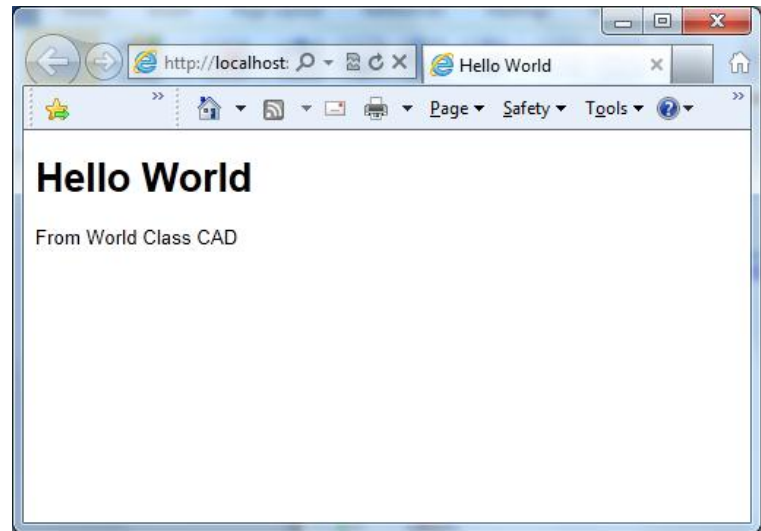 http://localhost:
Hello World
Page
Safety
Tools
Hello World
From World Class CAD